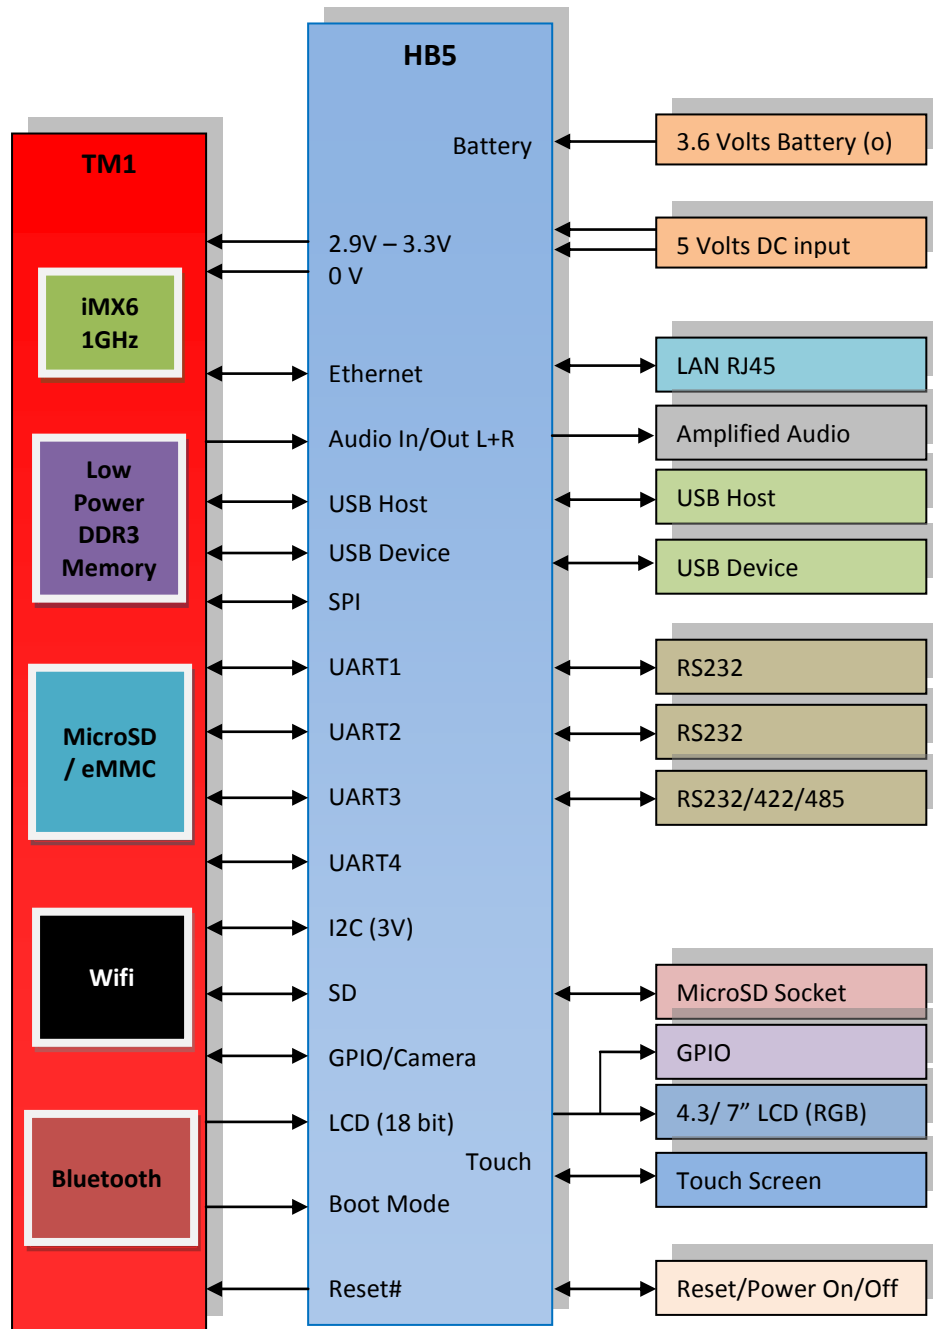 HB5
TM1
iMX6
1GHz
Low
Power
DDR3
Memory
MicroSD
/ eMMC
Wifi
Bluetooth
Battery
2.9V – 3.3V
0 V
Ethernet
Audio In/Out L+R
USB Host
USB Device
SPI
UART1
UART2
UART3
UART4
I2C (3V)
SD
GPIO/Camera
LCD (18 bit)
Touch
Boot Mode
Reset#
3.6 Volts Battery (o)
5 Volts DC input
LAN RJ45
Amplified Audio
USB Host
USB Device
RS232
RS232
RS232/422/485
MicroSD Socket
GPIO
4.3/ 7” LCD (RGB)
Touch Screen
Reset/Power On/Off